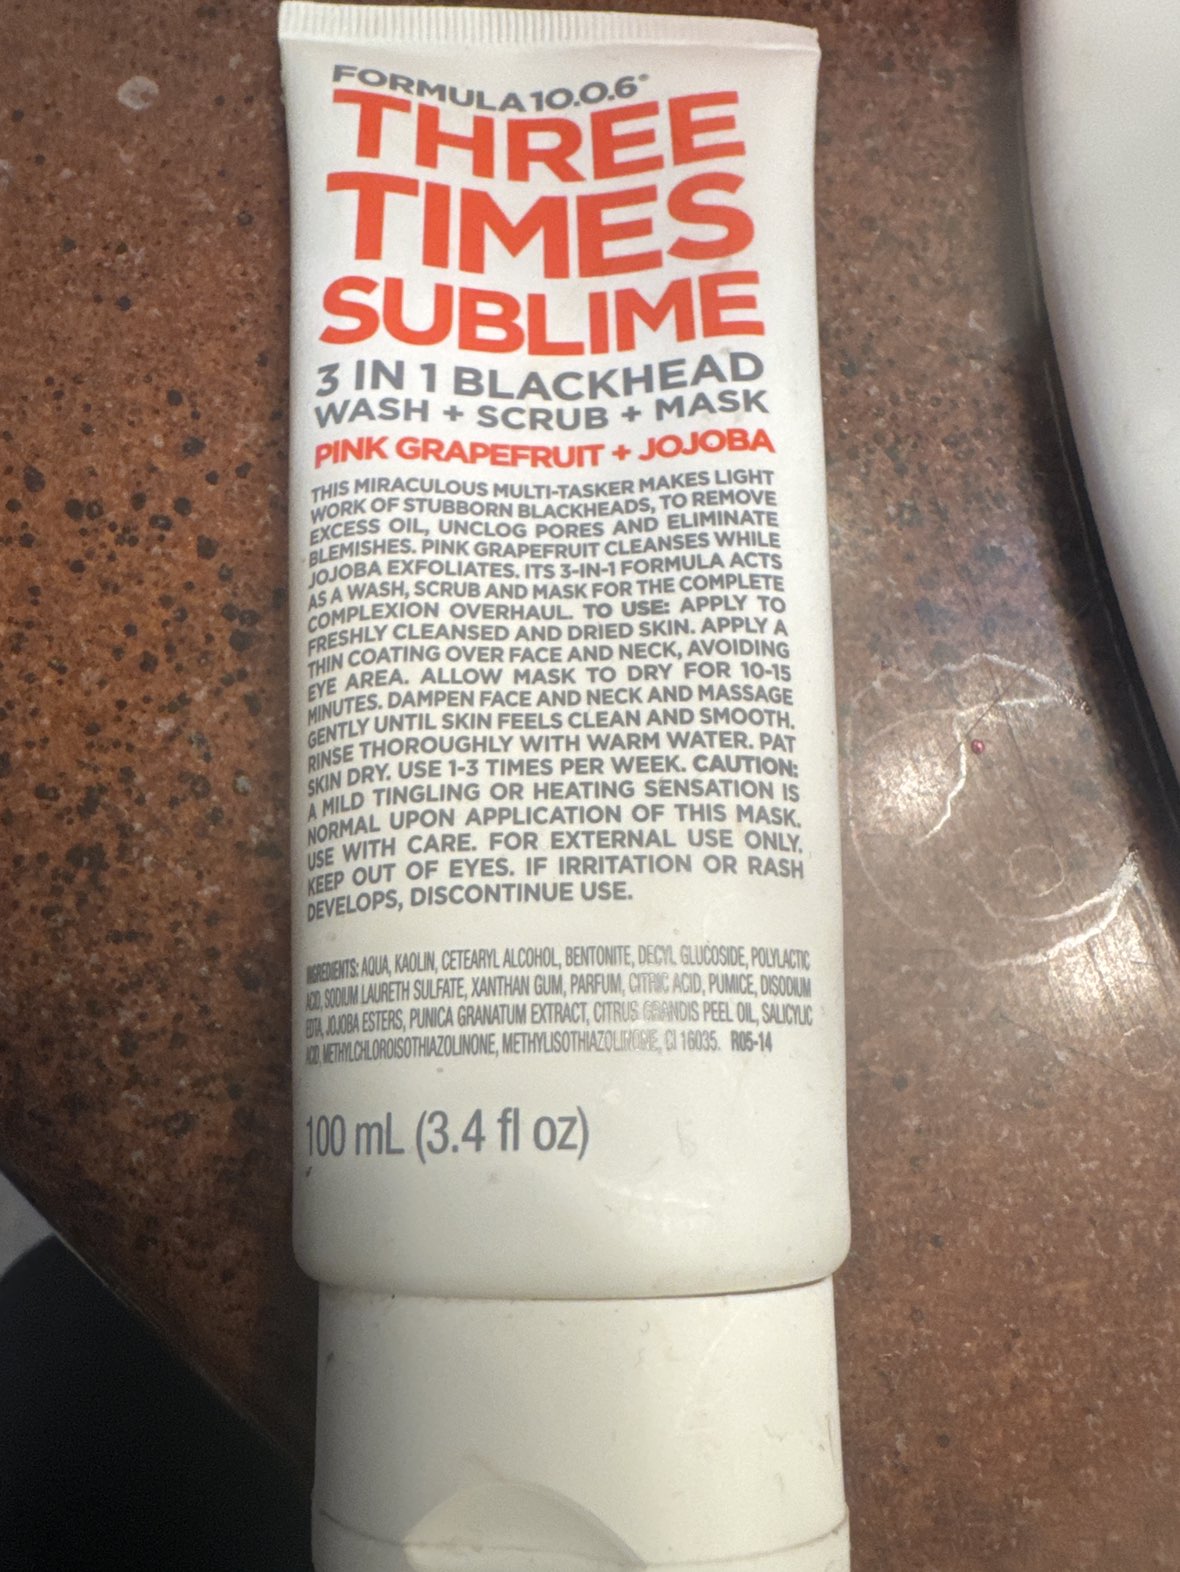 FORMULA 10.0.6®
THREE
TIMES
SUBLIME
3 IN 1 BLACKHEAD
WASH + SCRUB + MASK
PINK GRAPEFRUIT + JOJOBA
THIS MIRACULOUS MULTI-TASKER MAKES LIGHT
WORK OF STUBBORN BLACKHEADS, TO REMOVE
EXCESS OIL, UNCLOG PORES AND ELIMINATE
BLEMISHES. PINK GRAPEFRUIT CLEANSES WHILE
JOJOBA EXFOLIATES. ITS 3-IN-1 FORMULA ACTS
AS A WASH, SCRUB AND MASK FOR THE COMPLETE
COMPLEXION OVERHAUL. TO USE: APPLY TO
FRESHLY CLEANSED AND DRIED SKIN. APPLY A
THIN COATING OVER FACE AND NECK, AVOIDING
EYE AREA. ALLOW MASK TO DRY FOR 10-15
MINUTES. DAMPEN FACE AND NECK AND MASSAGE
GENTLY UNTIL SKIN FEELS CLEAN AND SMOOTH.
RINSE THOROUGHLY WITH WARM WATER. PAT
SKIN DRY. USE 1-3 TIMES PER WEEK. CAUTION:
A MILD TINGLING OR HEATING SENSATION IS
NORMAL UPON APPLICATION OF THIS MASK.
USE WITH CARE. FOR EXTERNAL USE ONLY.
KEEP OUT OF EYES. IF IRRITATION OR RASH
DEVELOPS, DISCONTINUE USE.
INGREDIENTS: AQUA, KAOLIN, CETEARYL ALCOHOL, BENTONITE, DECYL GLUCOSIDE, POLYLACTIC
ACID, SODIUM LAURETH SULFATE, XANTHAN GUM, PARFUM, CITRIC ACID, PUMICE, DISODIUM
EDTA, JOJOBA ESTERS, PUNICA GRANATUM EXTRACT, CITRUS GRANDIS PEEL OIL, SALICYLIC
ACID, METHYLCHLOROISOTHIAZOLINONE, METHYLISOTHIAZOLINONE, CI 16035. R05-14
100 mL (3.4 fl oz)